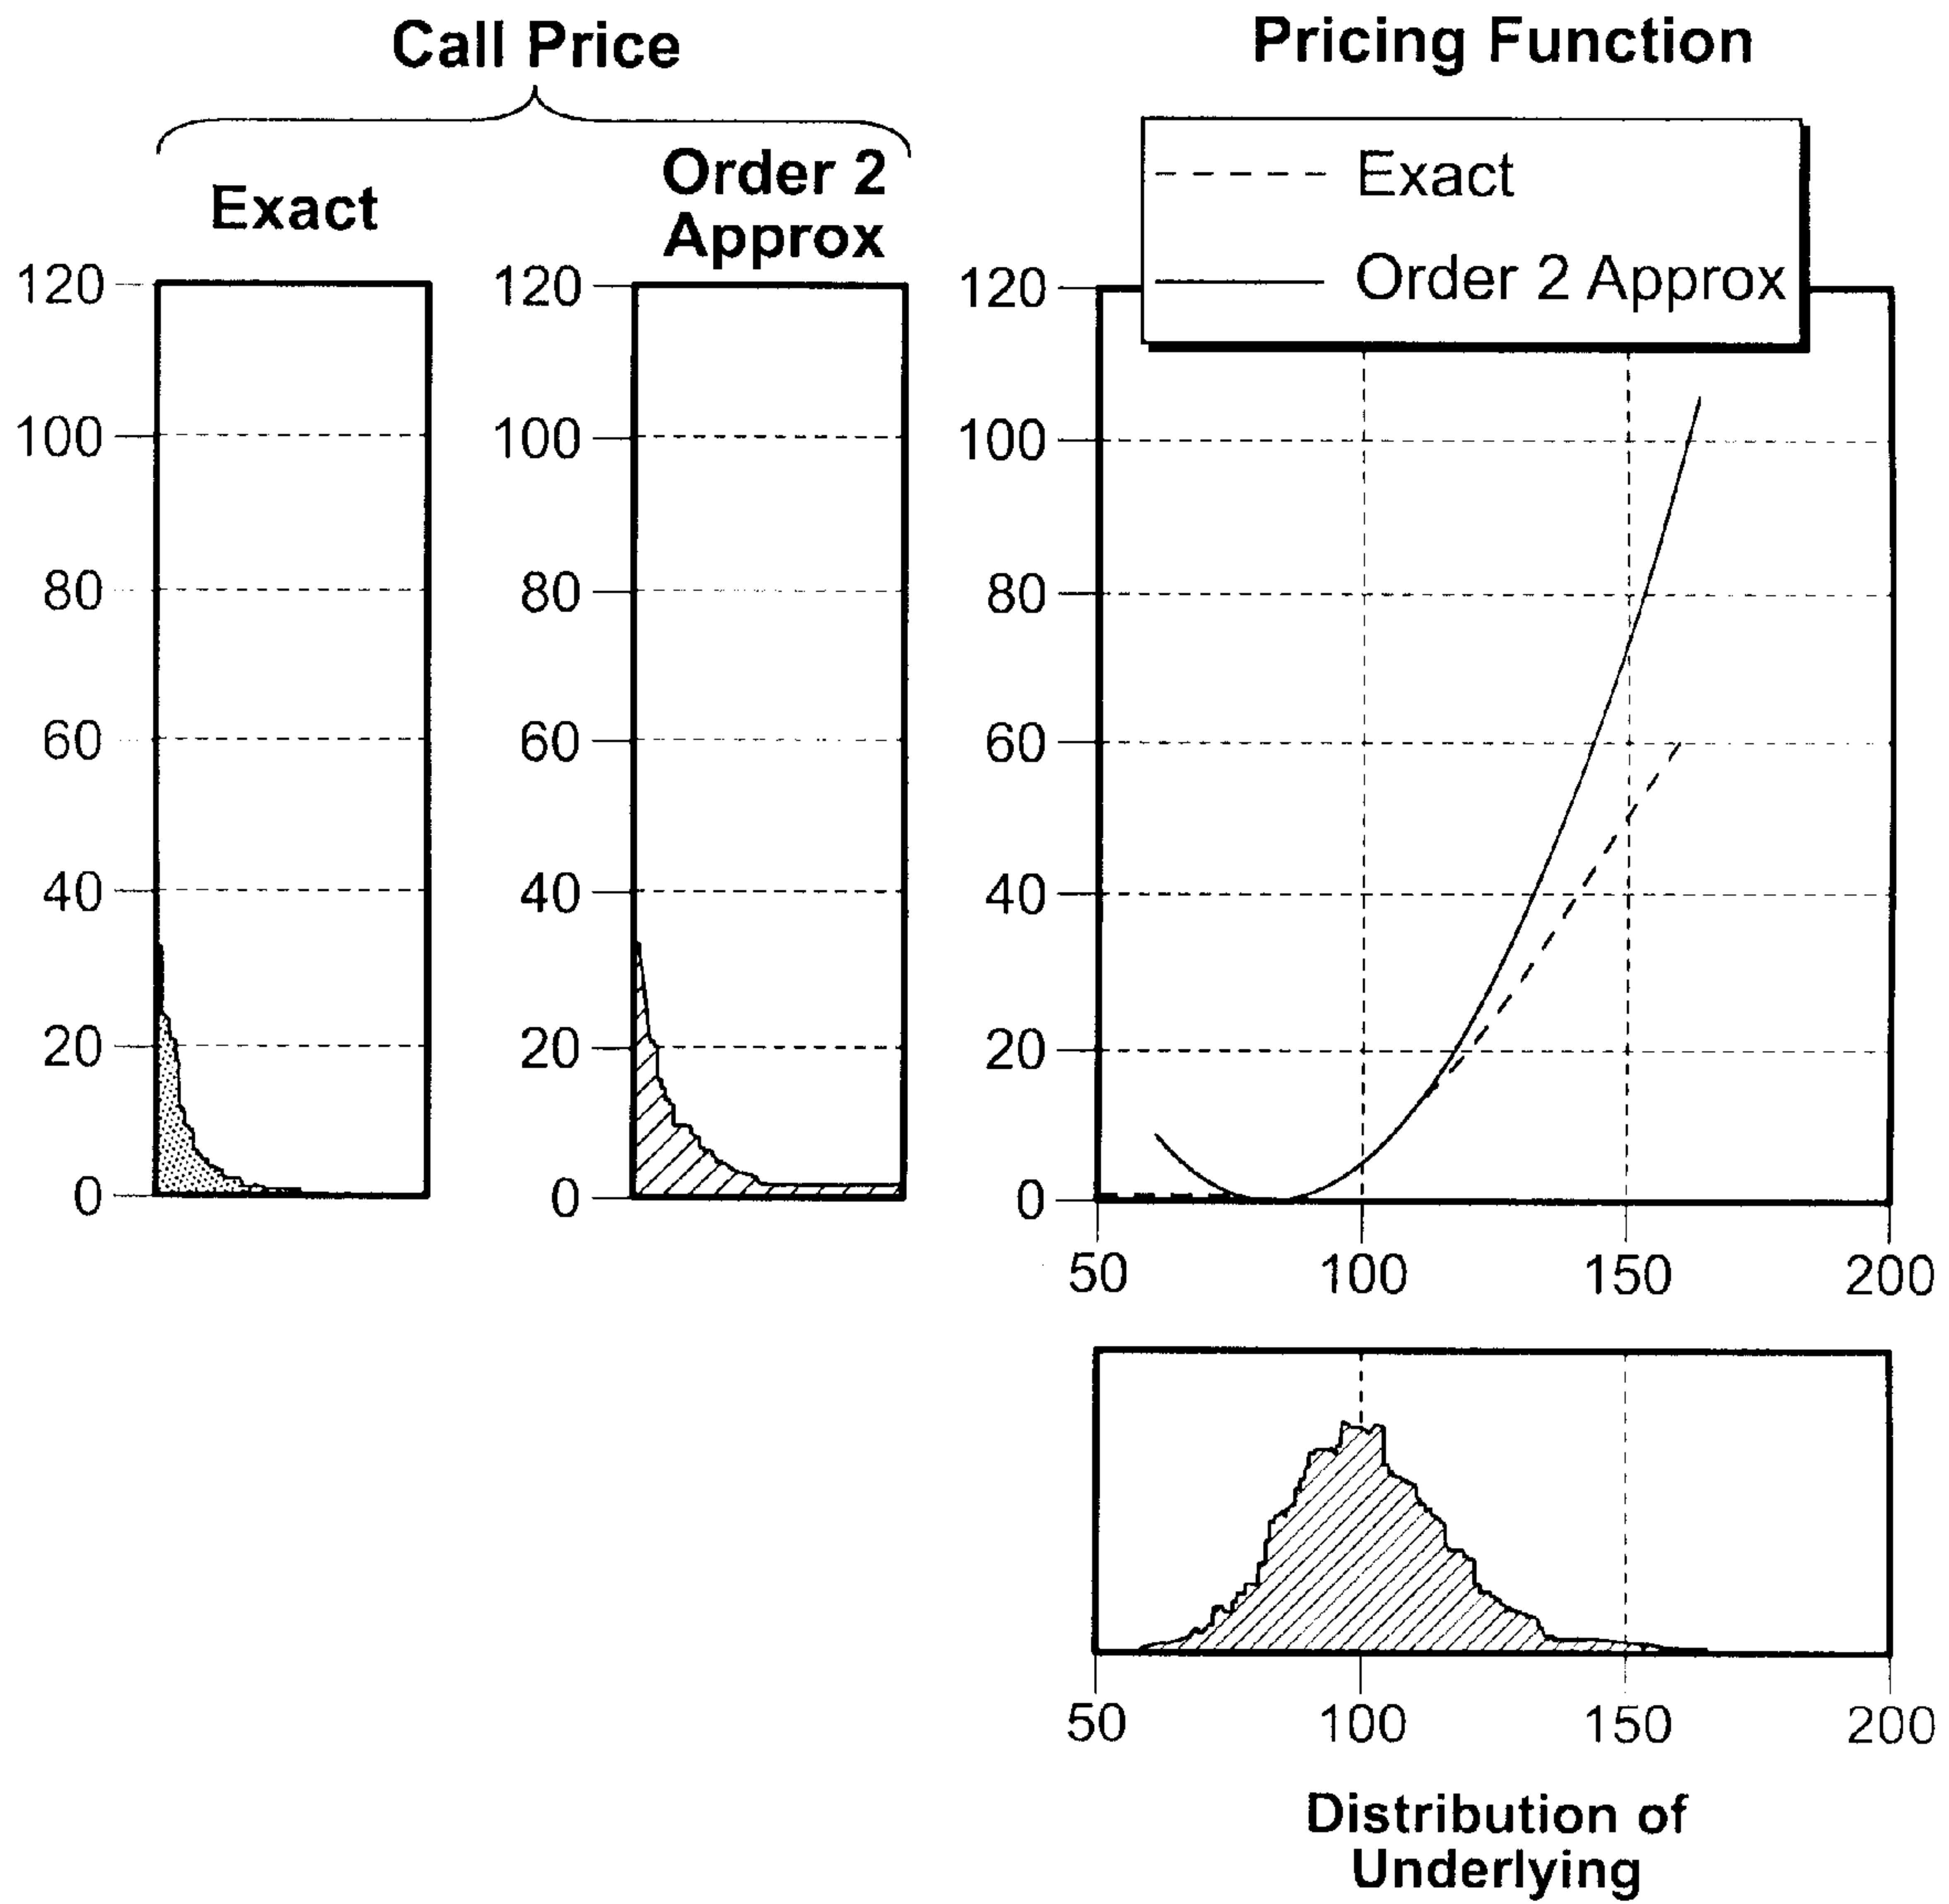 Call Price
Exact
Order 2
Approx
120
100
80
60
40
20
0
120
100
80
60
40
20
0
Pricing Function
Exact
Order 2 Approx
120
100
80
60
40
20
0
50 100 150 200
50 100 150 200
Distribution of
Underlying